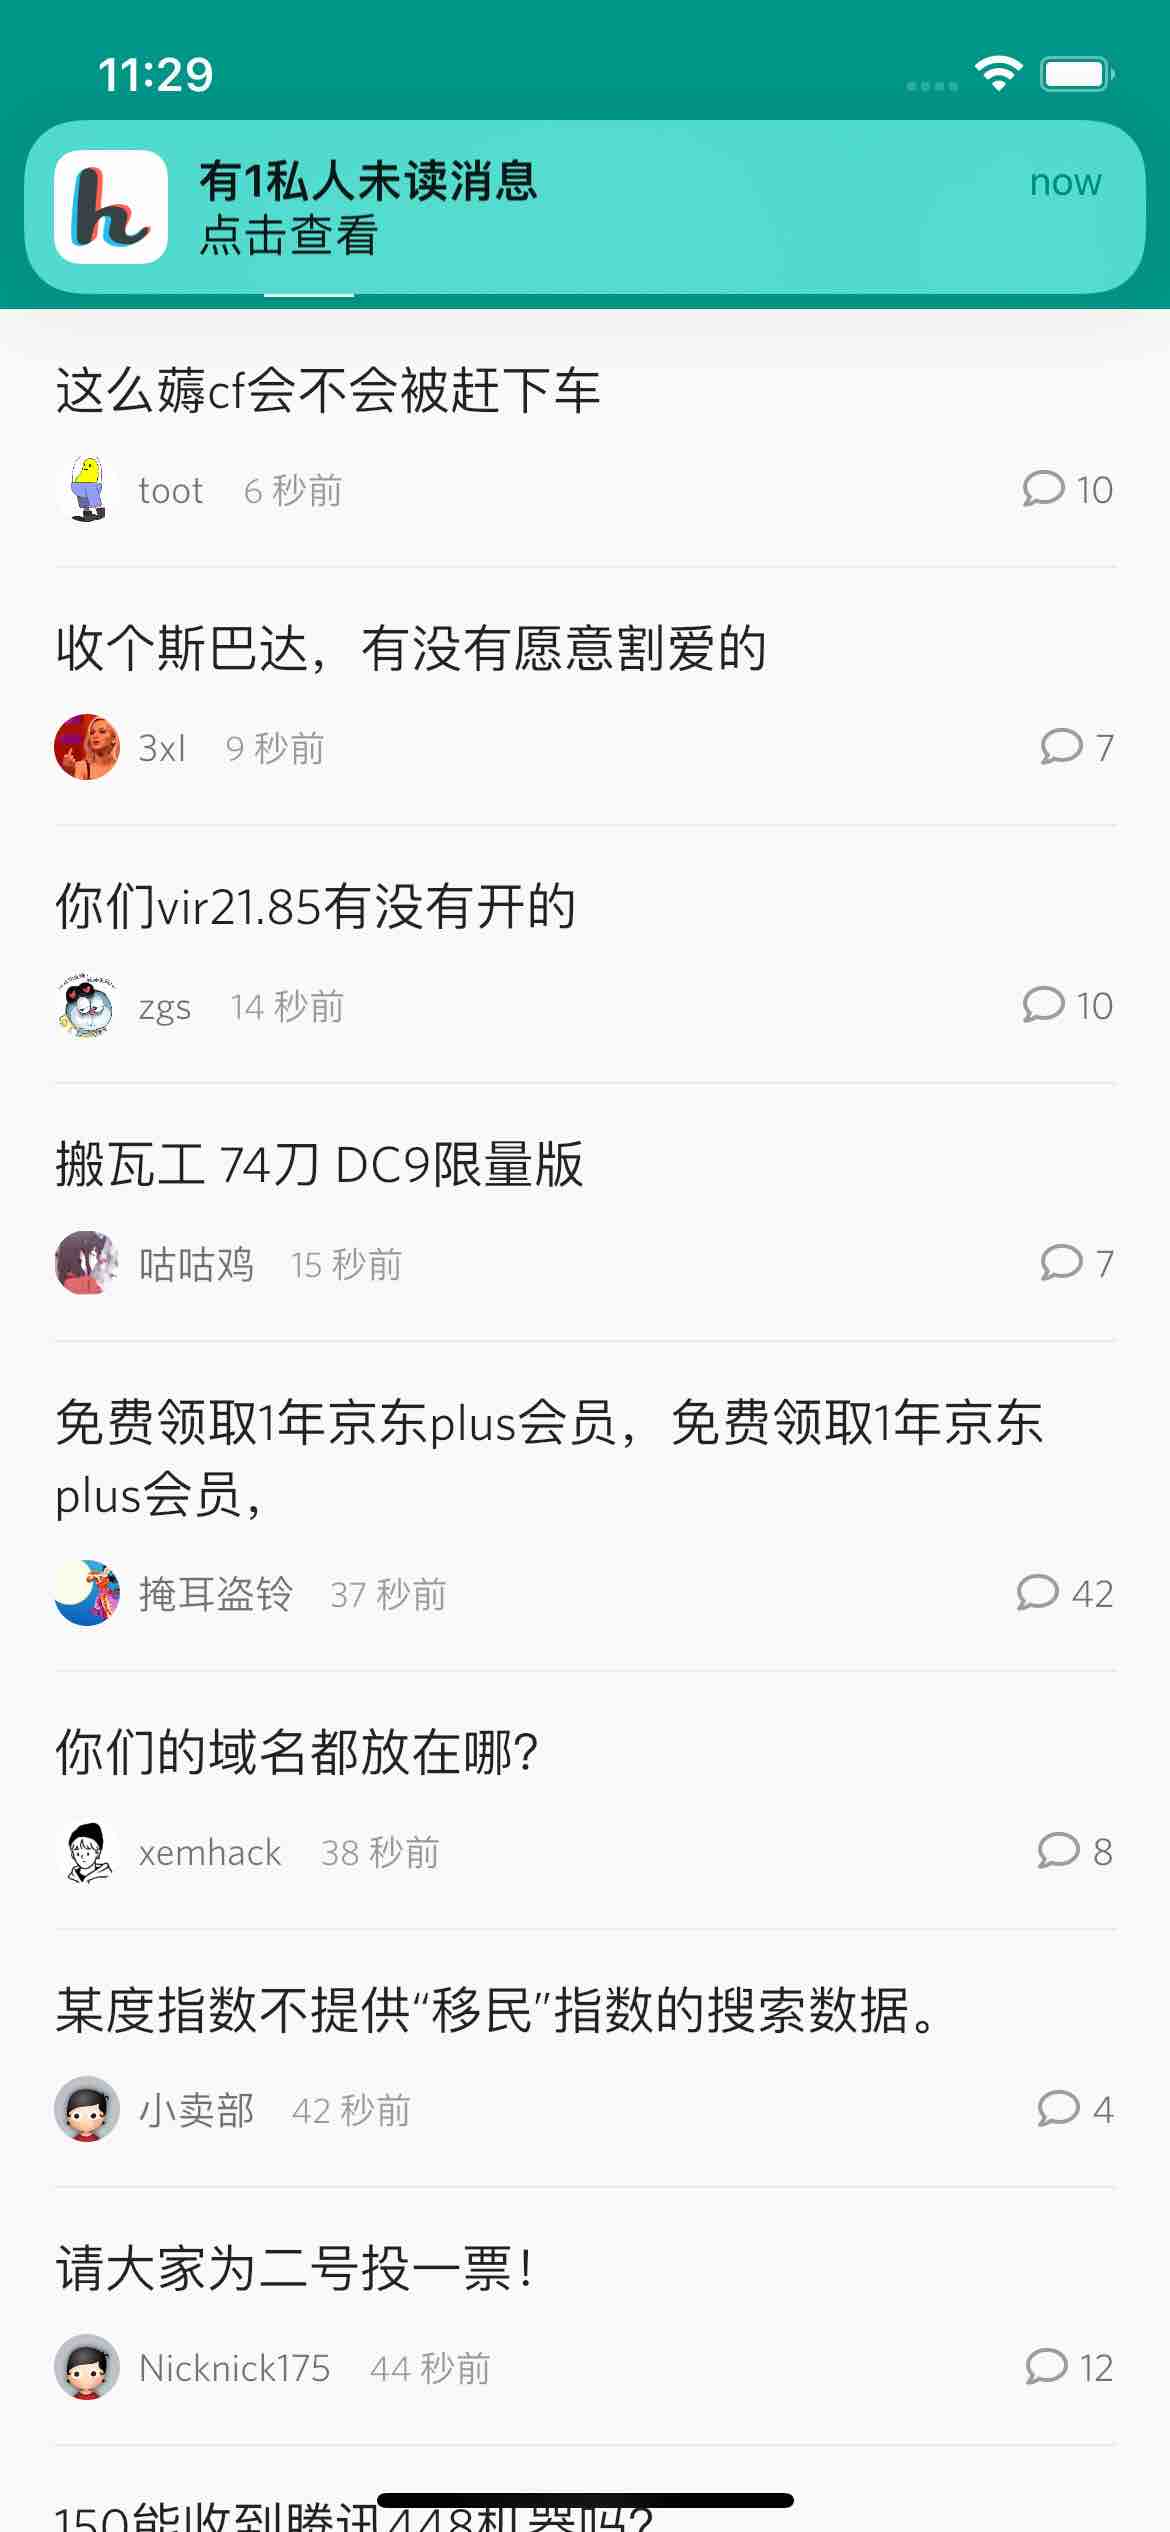 11:29
有1私人未读消息
now
点击查看
这么薅cf会不会被赶下车
toot 6 秒前 10
收个斯巴达，有没有愿意割爱的
3xl 9 秒前 7
你们vir21.85有没有开的
zgs 14 秒前 10
搬瓦工 74刀 DC9限量版
咕咕鸡 15 秒前 7
免费领取1年京东plus会员，免费领取1年京东
plus会员，
掩耳盗铃 37 秒前 42
你们的域名都放在哪？
xemhack 38 秒前 8
某度指数不提供“移民”指数的搜索数据。
小卖部 42 秒前 4
请大家为二号投一票！
Nicknick175 44 秒前 12
150能收到腾讯448机器吗？